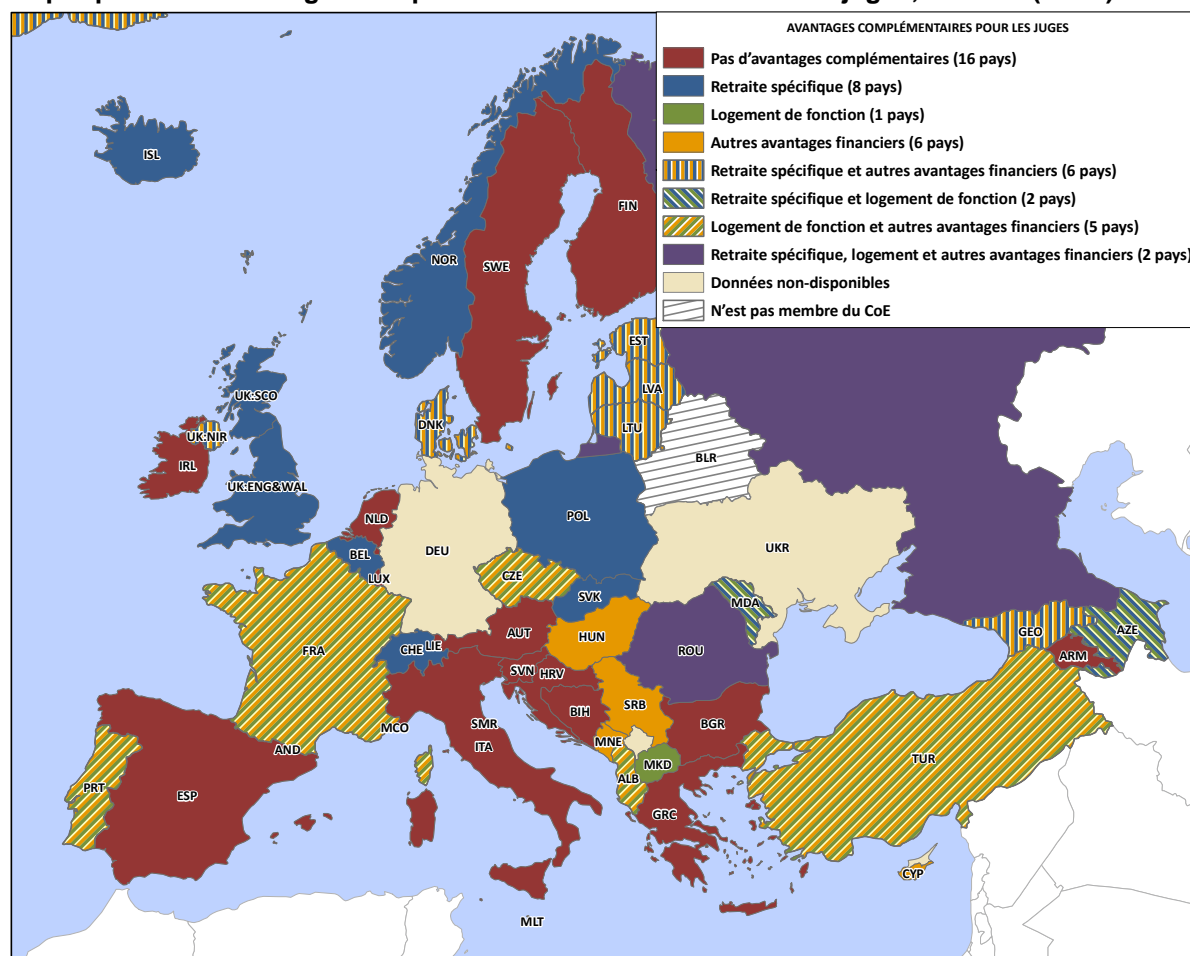 AVANTAGES COMPLÉMENTAIRES POUR LES JUGES
Pas d'avantages complémentaires (16 pays)
Retraite spécifique (8 pays)
Logement de fonction (1 pays)
Autres avantages financiers (6 pays)
Retraite spécifique et autres avantages financiers (6 pays)
Retraite spécifique et logement de fonction (2 pays)
Logement de fonction et autres avantages financiers (5 pays)
Retraite spécifique, logement et autres avantages financiers (2 pays)
Données non-disponibles
N'est pas membre du CoE
ISL
FIN
NOR
SWE
EST
LVA
UK:SCO
DNK
LTU
UK:NIR
IRL
BLR
UK:ENG&WAL
NLD
POL
DEU
UKR
BEL
LUX
CZE
SVK
MDA
AUT
HUN
GEO
AZE
FRA
CHE
LIE
ROU
ARM
SVN
HRV
SRB
BIH
MCO
SMR
BGR
MNE
ITA
AND
MKD
TUR
ALB
PRT
ESP
GRC
CYP
MLT